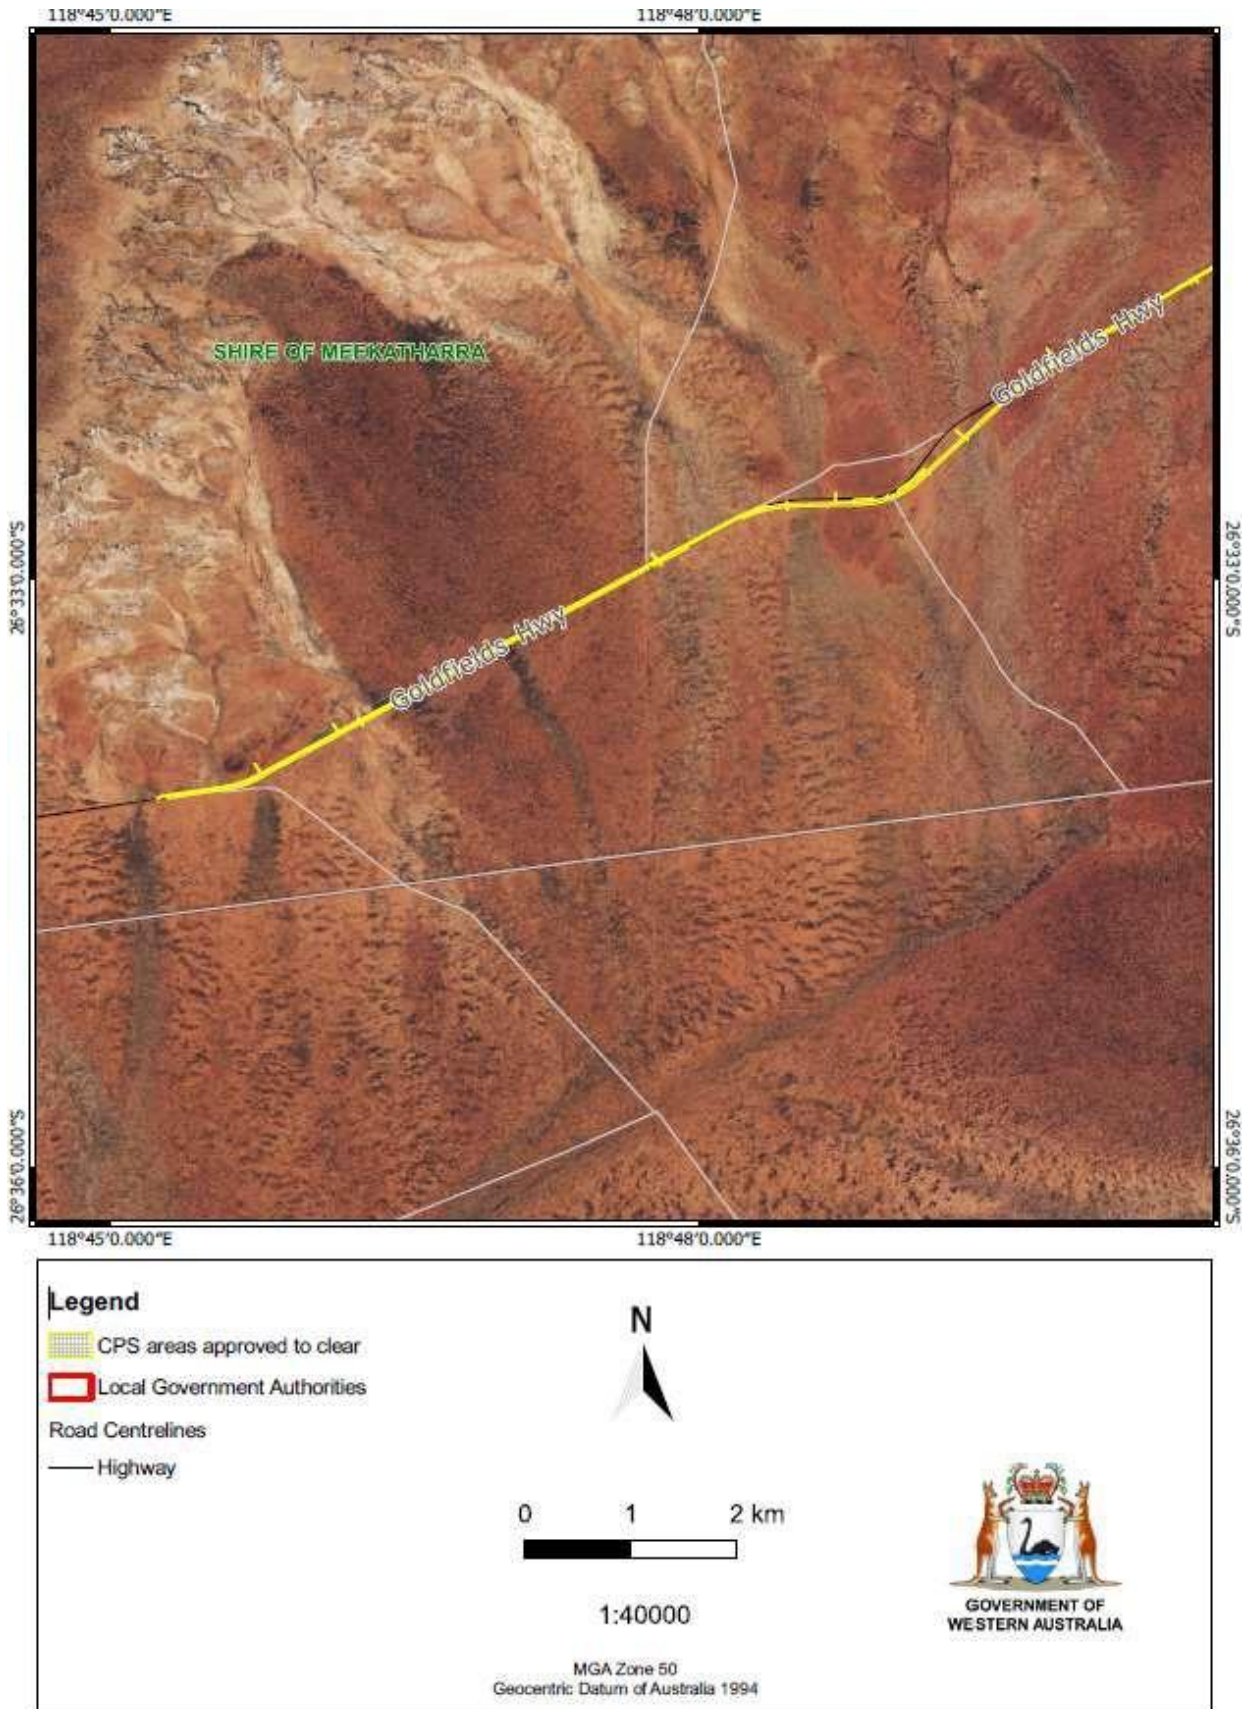 118°45'0.000"E
118°48'0.000"E
SHIRE OF MEEKATHARRA
Goldfields Hwy
Goldfields Hwy
26°33'0.000"S
26°33'0.000"S
26°36'0.000"S
26°36'0.000"S
118°45'0.000"E
118°48'0.000"E
Legend
CPS areas approved to clear
Local Government Authorities
Road Centrelines
Highway
N
0 1 2 km
1:40000
MGA Zone 50
Geocentric Datum of Australia 1994
GOVERNMENT OF
WESTERN AUSTRALIA